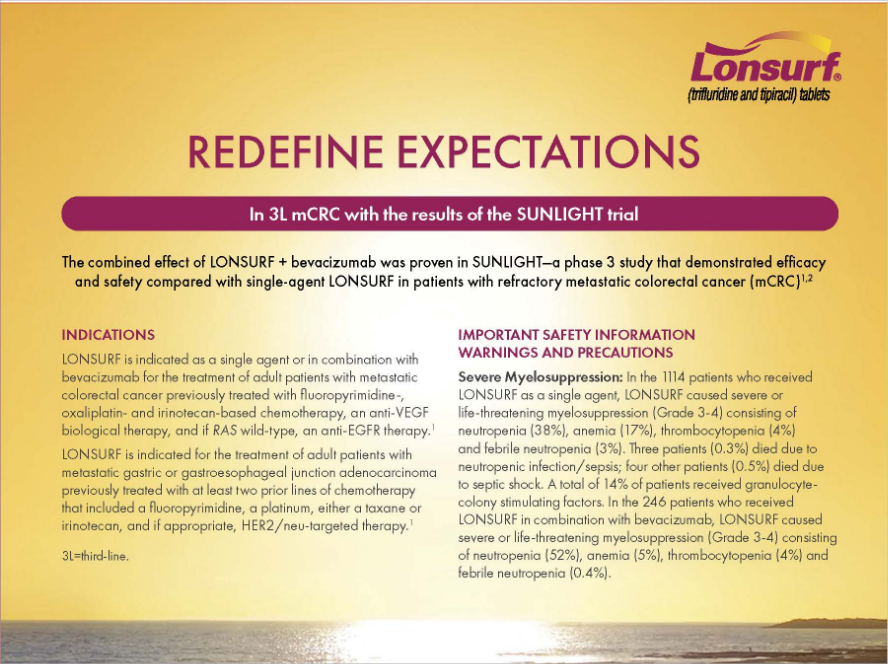 Lonsurf®
(trifluridine and tipiracil) tablets
REDEFINE EXPECTATIONS
In 3L mCRC with the results of the SUNLIGHT trial
The combined effect of LONSURF + bevacizumab was proven in SUNLIGHT—a phase 3 study that demonstrated efficacy
and safety compared with single-agent LONSURF in patients with refractory metastatic colorectal cancer (mCRC)1,2
INDICATIONS
LONSURF is indicated as a single agent or in combination with
bevacizumab for the treatment of adult patients with metastatic
colorectal cancer previously treated with fluoropyrimidine-,
oxaliplatin- and irinotecan-based chemotherapy, an anti-VEGF
biological therapy, and if RAS wild-type, an anti-EGFR therapy.1
LONSURF is indicated for the treatment of adult patients with
metastatic gastric or gastroesophageal junction adenocarcinoma
previously treated with at least two prior lines of chemotherapy
that included a fluoropyrimidine, a platinum, either a taxane or
irinotecan, and if appropriate, HER2/neu-targeted therapy.1
3L=third-line.
IMPORTANT SAFETY INFORMATION
WARNINGS AND PRECAUTIONS
Severe Myelosuppression: In the 1114 patients who received
LONSURF as a single agent, LONSURF caused severe or
life-threatening myelosuppression (Grade 3-4) consisting of
neutropenia (38%), anemia (17%), thrombocytopenia (4%)
and febrile neutropenia (3%). Three patients (0.3%) died due to
neutropenic infection/sepsis; four other patients (0.5%) died due
to septic shock. A total of 14% of patients received granulocyte-
colony stimulating factors. In the 246 patients who received
LONSURF in combination with bevacizumab, LONSURF caused
severe or life-threatening myelosuppression (Grade 3-4) consisting
of neutropenia (52%), anemia (5%), thrombocytopenia (4%) and
febrile neutropenia (0.4%).